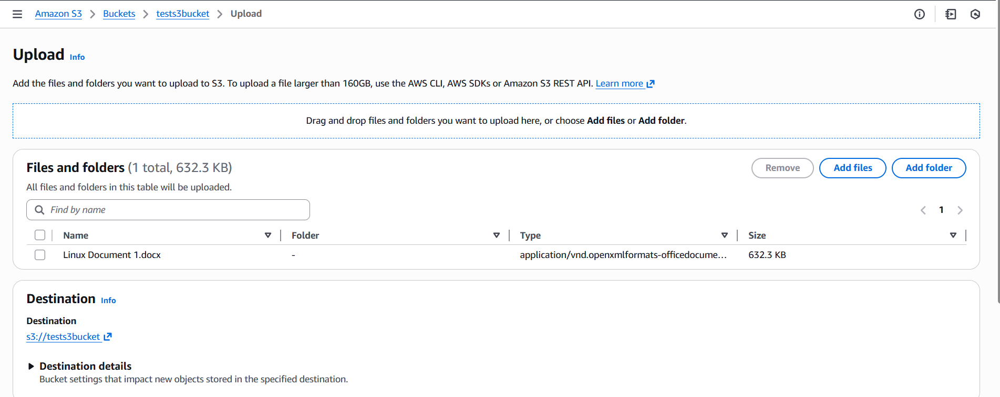 Amazon S3 > Buckets > tests3bucket > Upload
Upload Info
Add the files and folders you want to upload to S3. To upload a file larger than 160GB, use the AWS CLI, AWS SDKs or Amazon S3 REST API. Learn more
Drag and drop files and folders you want to upload here, or choose Add files or Add folder.
Files and folders (1 total, 632.3 KB)
Remove Add files Add folder
All files and folders in this table will be uploaded.
Find by name
1
Name Folder Type Size
Linux Document 1.docx - application/vnd.openxmlformats-officedocume... 632.3 KB
Destination Info
Destination
s3://tests3bucket
Destination details
Bucket settings that impact new objects stored in the specified destination.